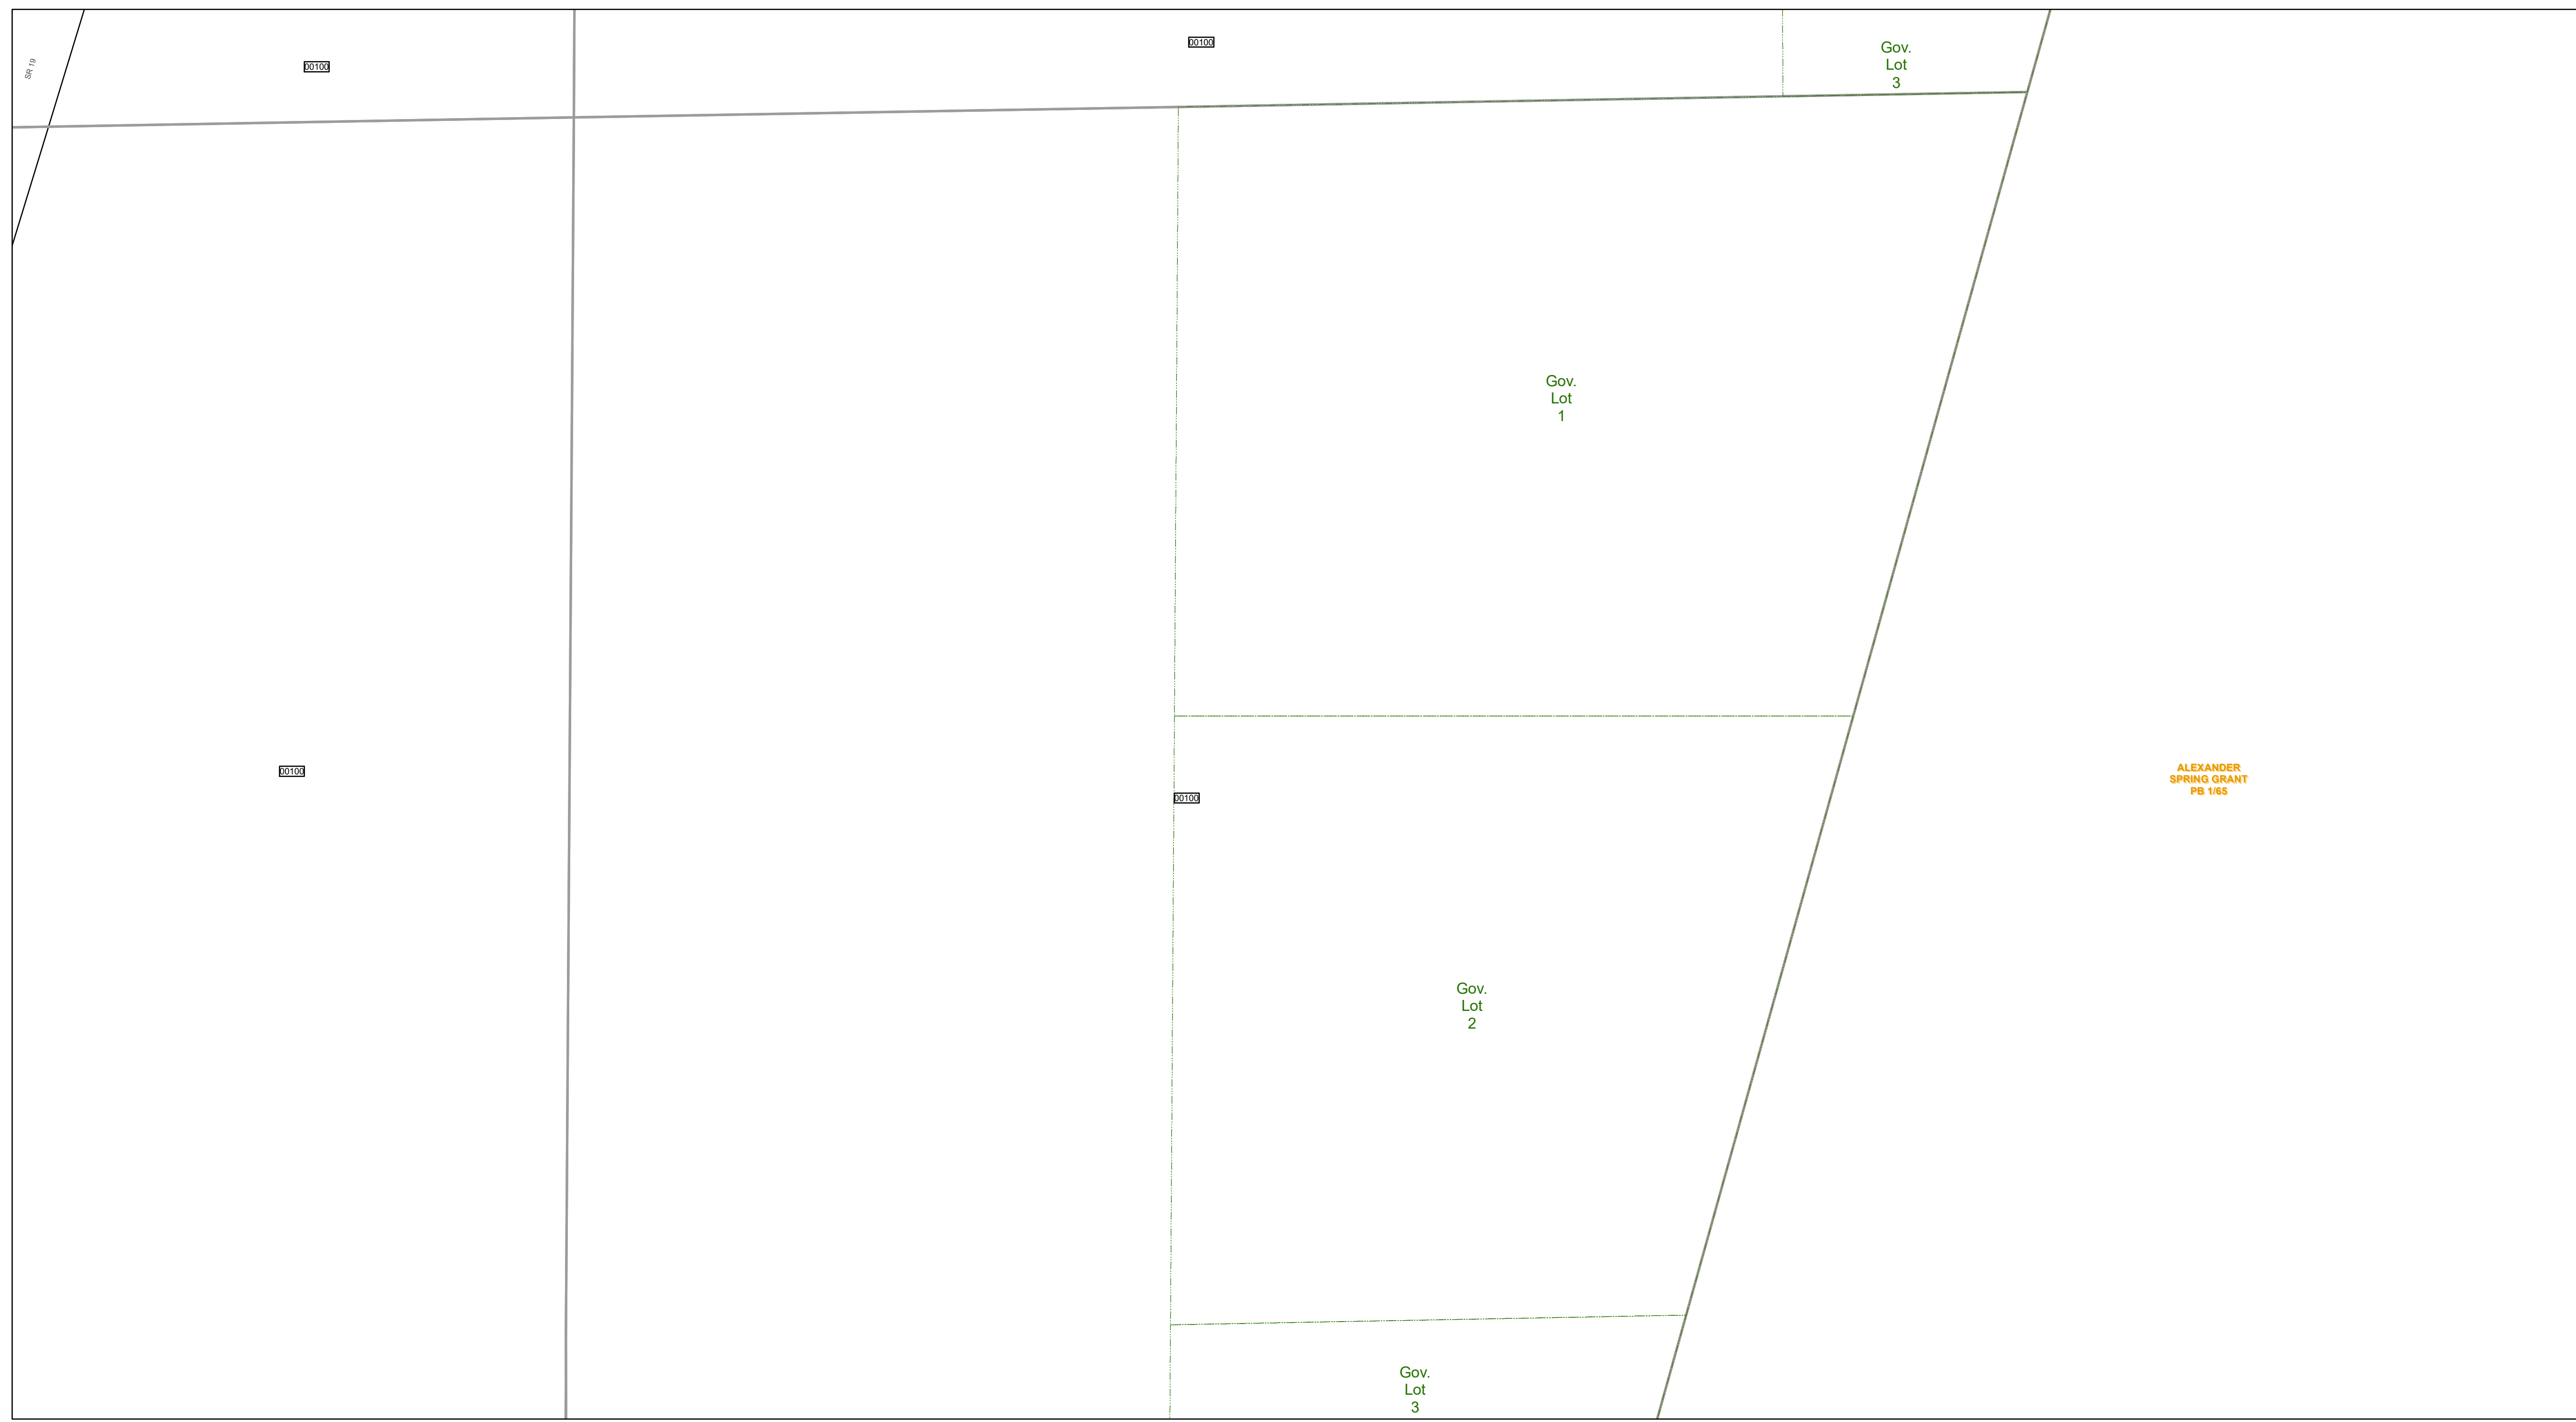 00100
Gov.
Lot
3
SR 19
00100
Gov.
Lot
1
ALEXANDER
SPRING GRANT
PB 1/65
00100
00100
Gov.
Lot
2
Gov.
Lot
3